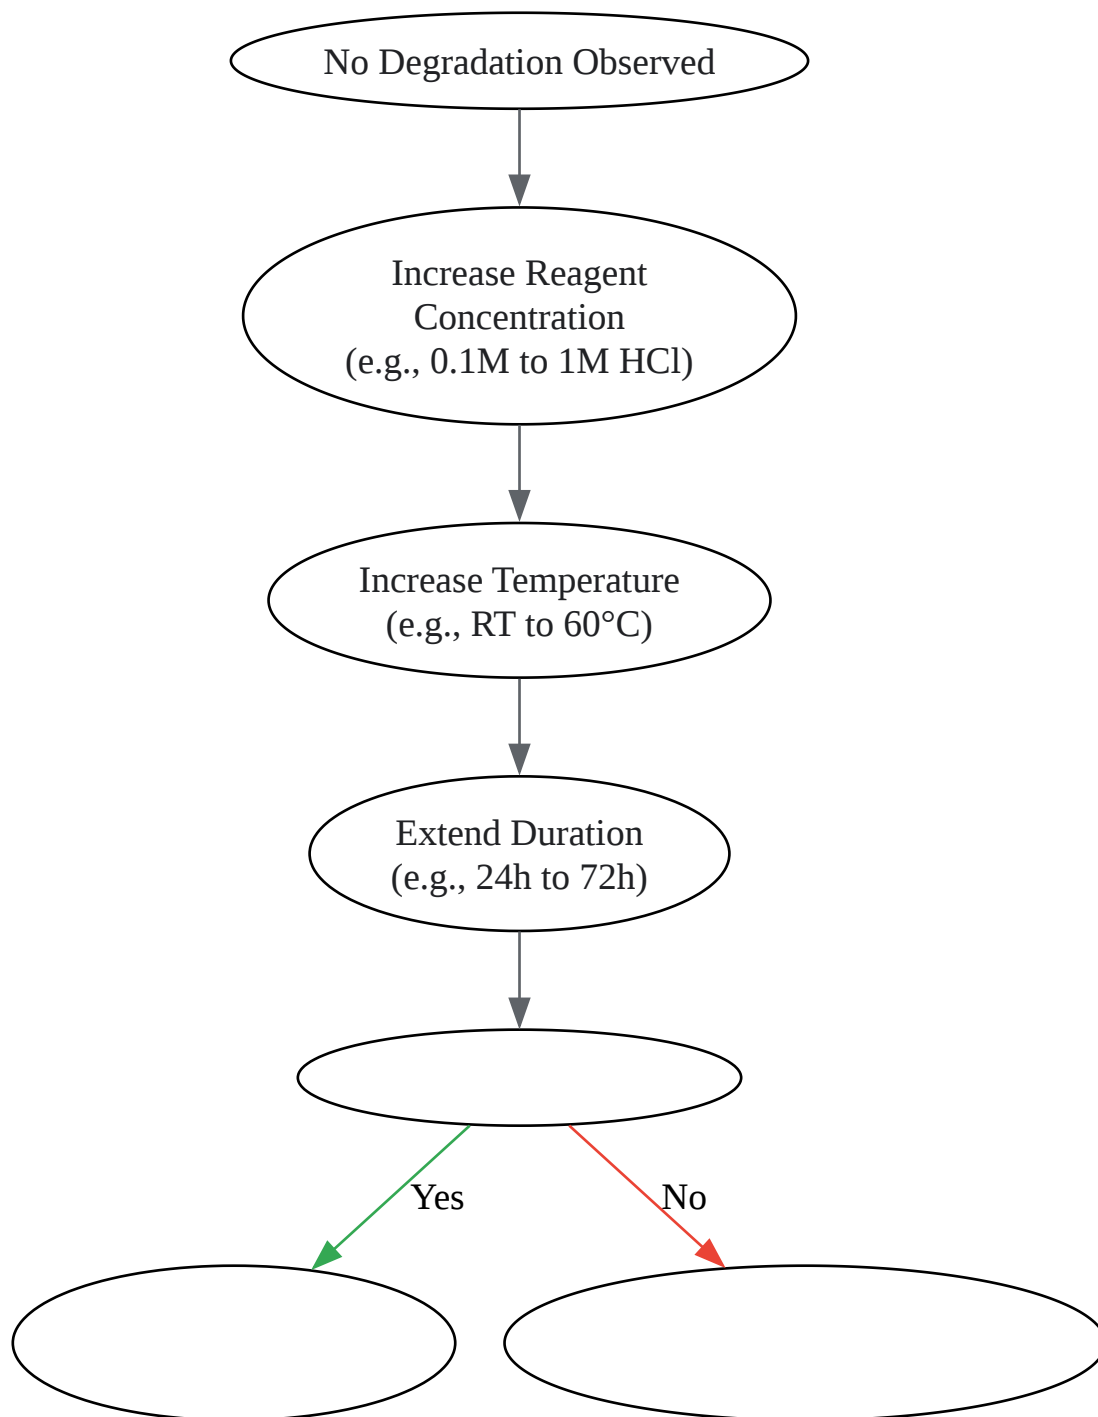 No Degradation Observed
Increase Reagent
Concentration
(e.g., 0.1M to 1M HCl)
Increase Temperature
(e.g., RT to 60°C)
Extend Duration
(e.g., 24h to 72h)
Yes
No